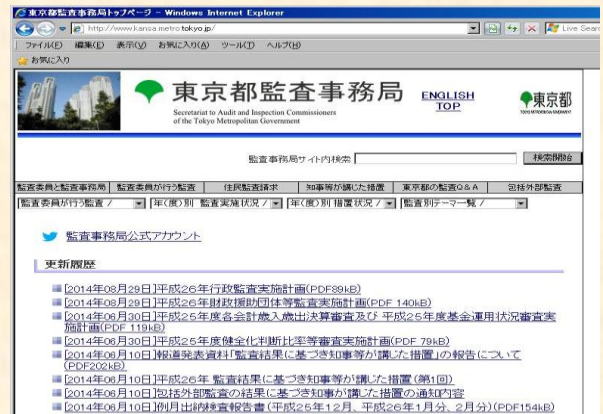 東京都監査事務局トップページ - Windows Internet Explorer
http://www.kansa.metro.tokyo.jp/
Live Sear
ファイル(F) 編集(E) 表示(V) お気に入り(A) ツール(T) ヘルプ(H)
お気に入り
東京都監査事務局
Secretariat to Audit and Inspection Commissioners
of the Tokyo Metropolitan Government
ENGLISH
TOP
東京都
TOKYO METROPOLITAN GOVERNMENT
監査事務局サイト内検索
検索開始
監査委員と監査事務局 監査委員が行う監査 住民監査請求 知事等が講じた措置 東京都の監査Q&A 包括外部監査
監査委員が行う監査 / 年(度)別 監査実施状況 / 年(度)別 措置状況 / 監査別テーマ一覧 /
監査事務局公式アカウント
更新履歴
[2014年08月29日]平成26年行政監査実施計画(PDF89kB)
[2014年08月29日]平成26年財政援助団体等監査実施計画(PDF 140kB)
[2014年06月30日]平成25年度各会計歳入歳出決算審査及び 平成25年度基金運用状況審査実
施計画(PDF 119kB)
[2014年06月30日]平成25年度健全化判断比率等審査実施計画(PDF 79kB)
[2014年06月10日]報道発表資料「監査結果に基づき知事等が講じた措置」の報告について
(PDF202kB)
[2014年06月10日]平成26年 監査結果に基づき知事等が講じた措置(第1回)
[2014年06月10日]包括外部監査の結果に基づき知事等が講じた措置の通知内容
[2014年06月10日]例月出納検査報告書(平成25年12月、平成26年1月分、2月分)(PDF154kB)